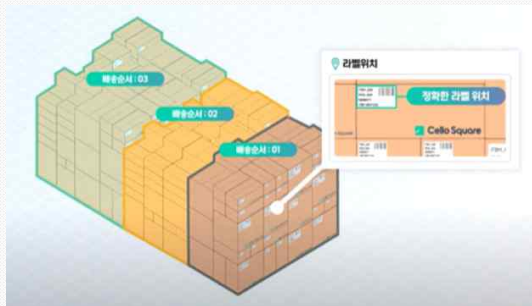 배송순서 : 03
배송순서 : 02
배송순서 : 01
라벨위치
정확한 라벨 위치
Cello Square